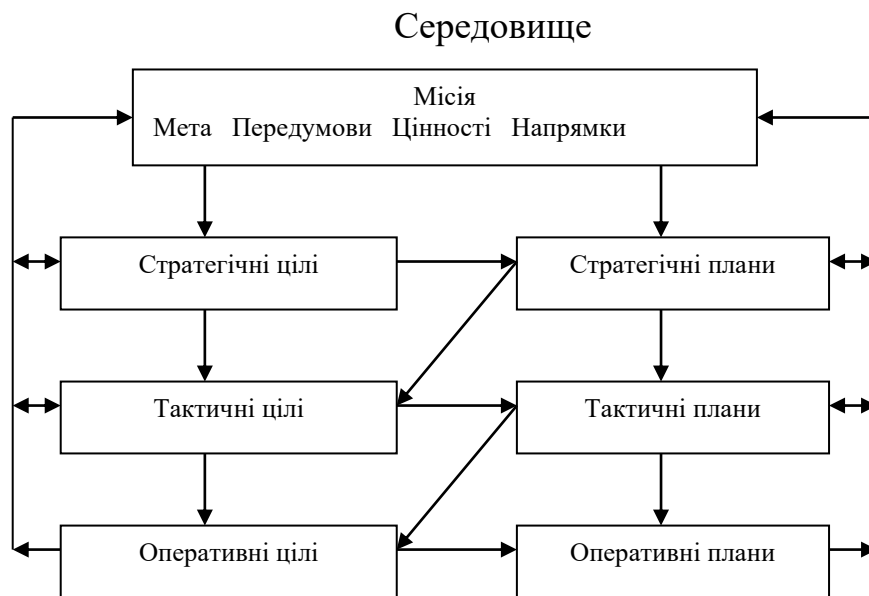 Середовище
Місія
Мета Передумови Цінності Напрямки
Стратегічні цілі
Стратегічні плани
Тактичні цілі
Тактичні плани
Оперативні цілі
Оперативні плани